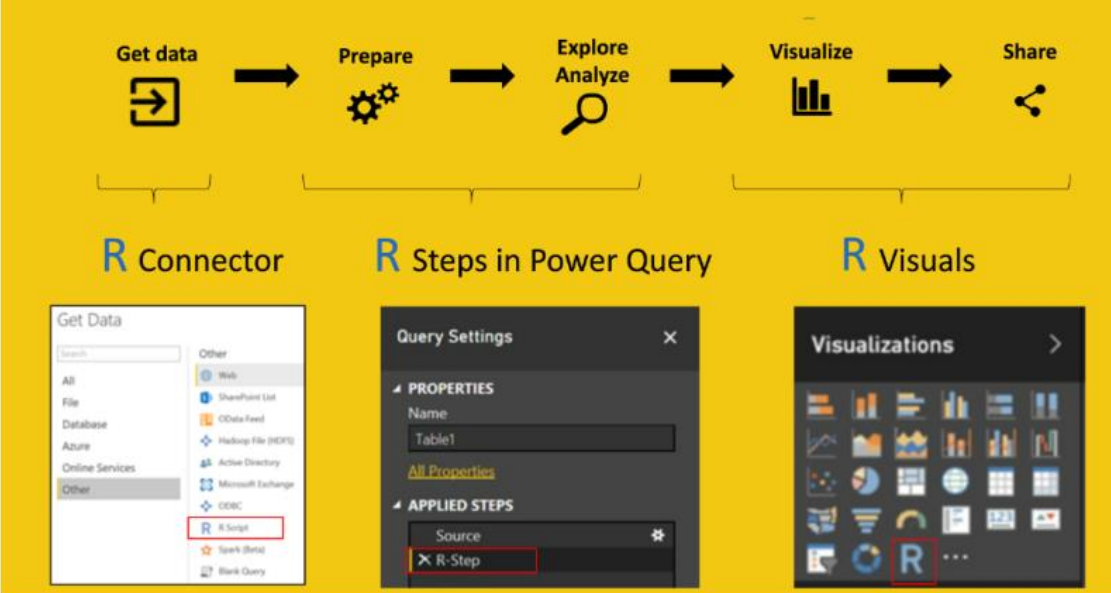 Get data
Prepare
Explore
Analyze
Visualize
Share
R Connector
R Steps in Power Query
R Visuals
Get Data
Search
All
File
Database
Azure
Online Services
Other
Other
Web
SharePoint List
OData Feed
Hadoop File (HDFS)
Active Directory
Microsoft Exchange
ODBC
R R Script
Spark (Beta)
Blank Query
Query Settings
PROPERTIES
Name
Table1
All Properties
APPLIED STEPS
Source
R-Step
Visualizations
123
R